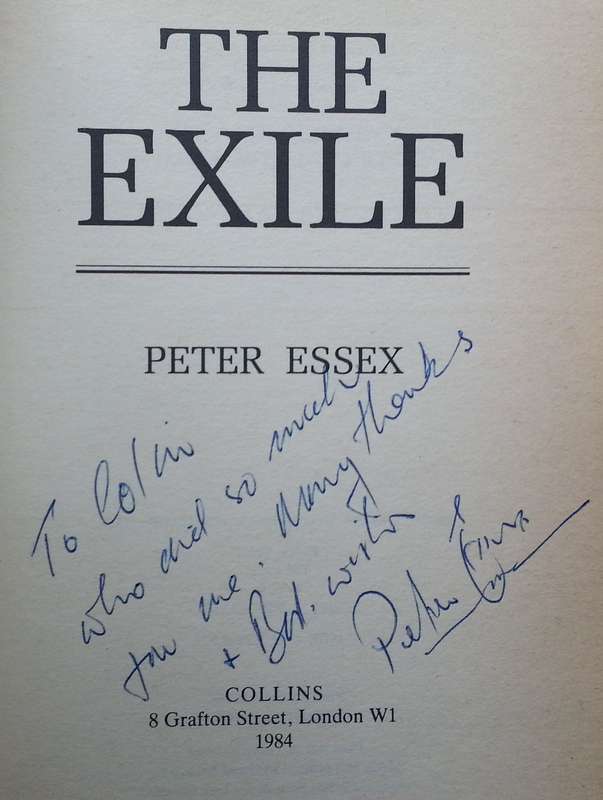 THE
EXILE
PETER ESSEX
To Colin
who did so much
for me. Many thanks
+ Best wishes
Peter Essex
COLLINS
8 Grafton Street, London W1
1984